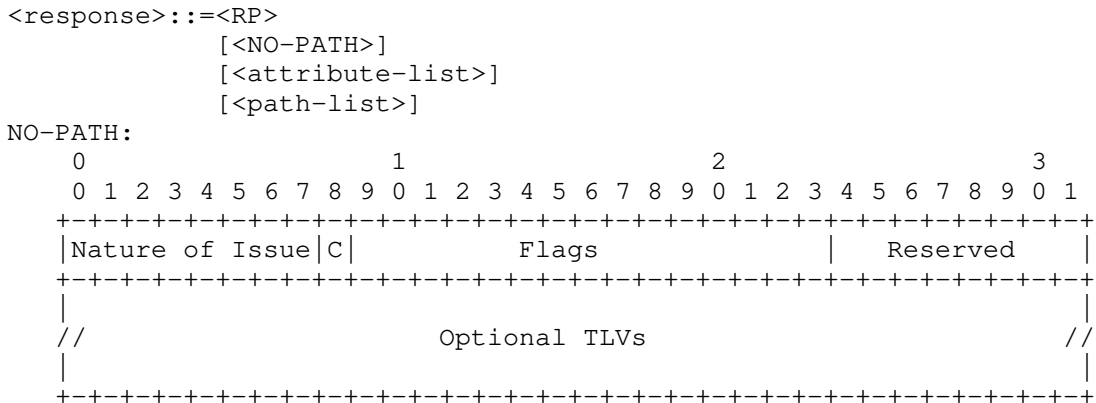 <response>::=<RP>
             [<NO-PATH>]
             [<attribute-list>]
             [<path-list>]
NO-PATH:
    0                   1                   2                   3
    0 1 2 3 4 5 6 7 8 9 0 1 2 3 4 5 6 7 8 9 0 1 2 3 4 5 6 7 8 9 0 1
   +-+-+-+-+-+-+-+-+-+-+-+-+-+-+-+-+-+-+-+-+-+-+-+-+-+-+-+-+-+-+-+-+
   |Nature of Issue|C|          Flags              |   Reserved    |
   +-+-+-+-+-+-+-+-+-+-+-+-+-+-+-+-+-+-+-+-+-+-+-+-+-+-+-+-+-+-+-+-+
   |                                                               |
   //                      Optional TLVs                          //
   |                                                               |
   +-+-+-+-+-+-+-+-+-+-+-+-+-+-+-+-+-+-+-+-+-+-+-+-+-+-+-+-+-+-+-+-+